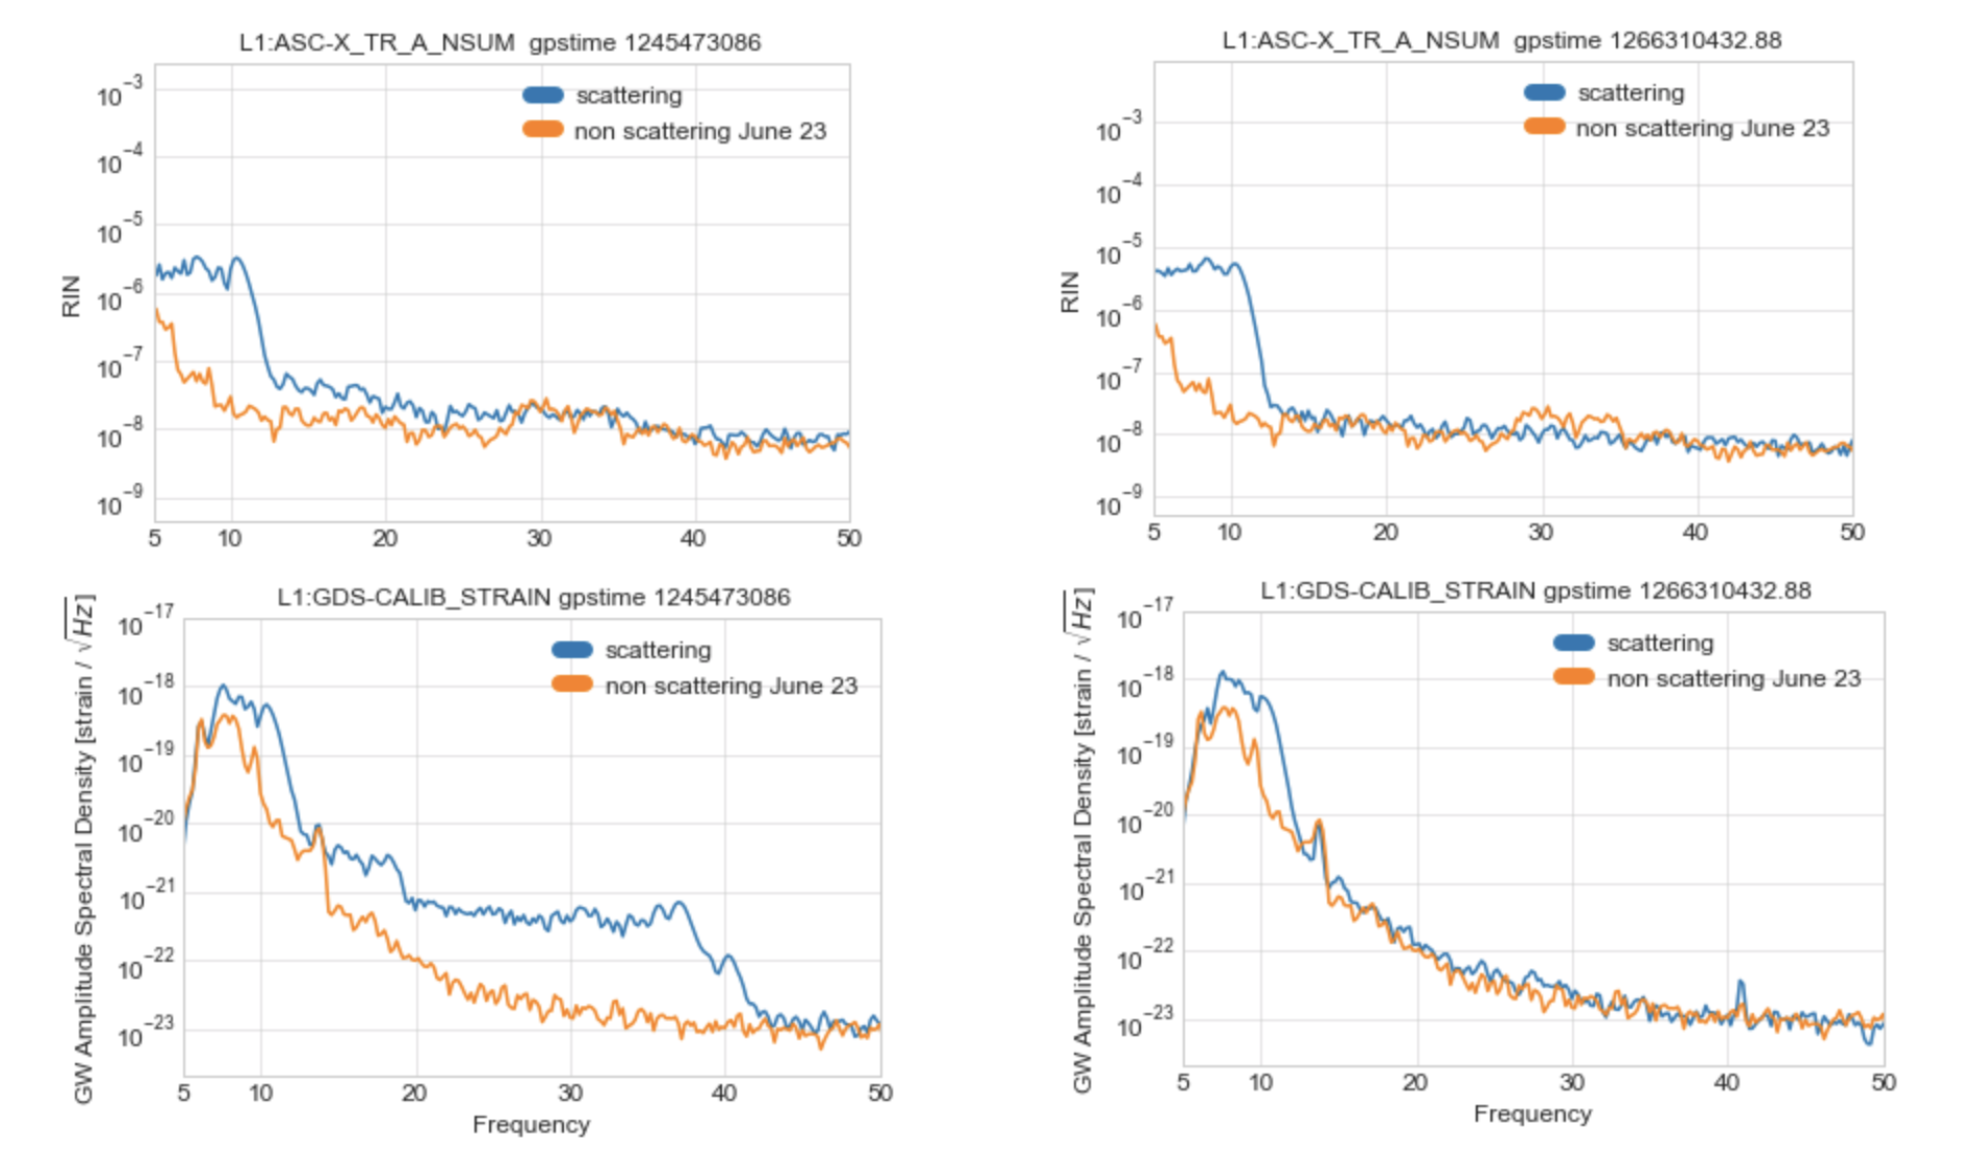 L1:ASC-X_TR_A_NSUM gpstime 1245473086
scattering
non scattering June 23
RIN
10⁻³
10⁻⁴
10⁻⁵
10⁻⁶
10⁻⁷
10⁻⁸
10⁻⁹
5 10 20 30 40 50
L1:ASC-X_TR_A_NSUM gpstime 1266310432.88
scattering
non scattering June 23
RIN
10⁻³
10⁻⁴
10⁻⁵
10⁻⁶
10⁻⁷
10⁻⁸
10⁻⁹
5 10 20 30 40 50
L1:GDS-CALIB_STRAIN gpstime 1245473086
scattering
non scattering June 23
GW Amplitude Spectral Density [strain / √Hz]
10⁻¹⁷
10⁻¹⁸
10⁻¹⁹
10⁻²⁰
10⁻²¹
10⁻²²
10⁻²³
5 10 20 30 40 50
Frequency
L1:GDS-CALIB_STRAIN gpstime 1266310432.88
scattering
non scattering June 23
GW Amplitude Spectral Density [strain / √Hz]
10⁻¹⁷
10⁻¹⁸
10⁻¹⁹
10⁻²⁰
10⁻²¹
10⁻²²
10⁻²³
5 10 20 30 40 50
Frequency